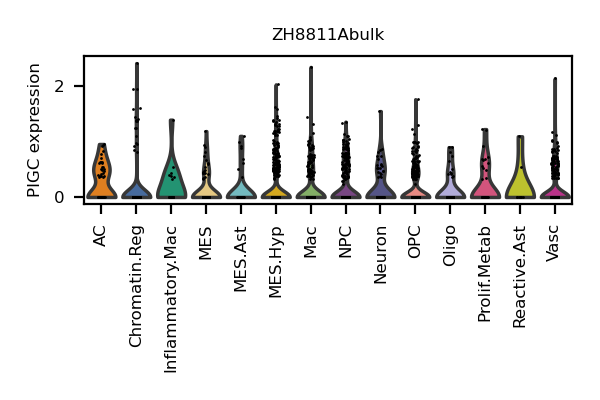 ZH8811Abulk
PIGC expression
2
0
AC
Chromatin.Reg
Inflammatory.Mac
MES
MES.Ast
MES.Hyp
Mac
NPC
Neuron
OPC
Oligo
Prolif.Metab
Reactive.Ast
Vasc